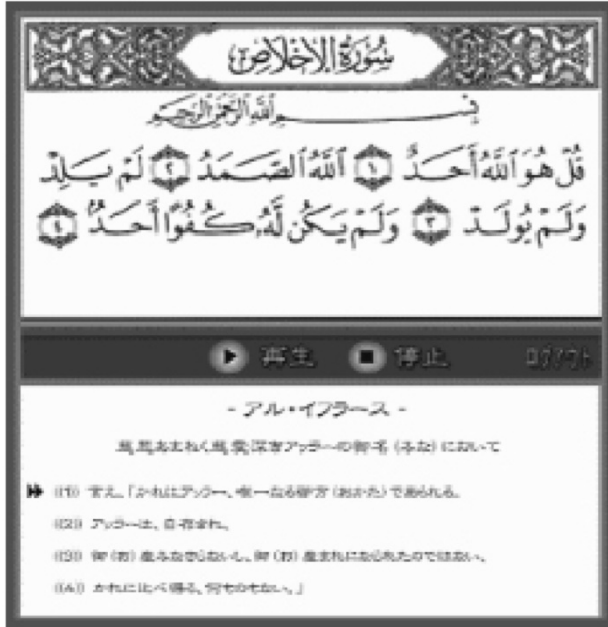 سُورَةُ الإِخْلَاصِ
بِسْمِ اللَّهِ الرَّحْمَنِ الرَّحِيمِ
قُلْ هُوَ اللَّهُ أَحَدٌ ١ اللَّهُ الصَّمَدُ ٢ لَمْ يَلِدْ
وَلَمْ يُولَدْ ٣ وَلَمْ يَكُن لَّهُ كُفُوًا أَحَدٌ ٤
再生 停止
- アル・イフラース -
慈悲あまねく慈愛深きアッラーの御名 (みな) において
((1)) 言え、「かれはアッラー、唯一なる御方 (おかた) であられる。
((2)) アッラーは、自存され、
((3)) 御 (お) 産みなさらないし、御 (お) 産まれになられたのではない、
((4)) かれに比べ得る、何ものもない。」